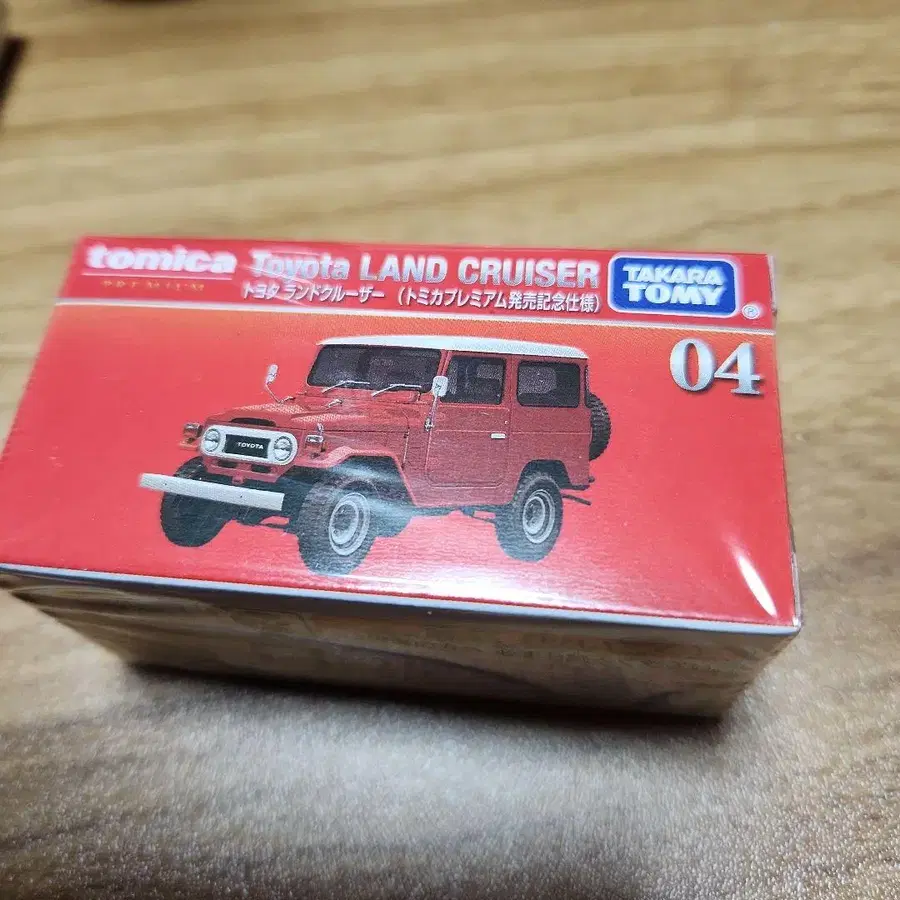 tomica Toyota LAND CRUISER
PREMIUM
トヨタ ランドクルーザー (トミカプレミアム発売記念仕様)
TAKARA
TOMY
®
04
TOYOTA